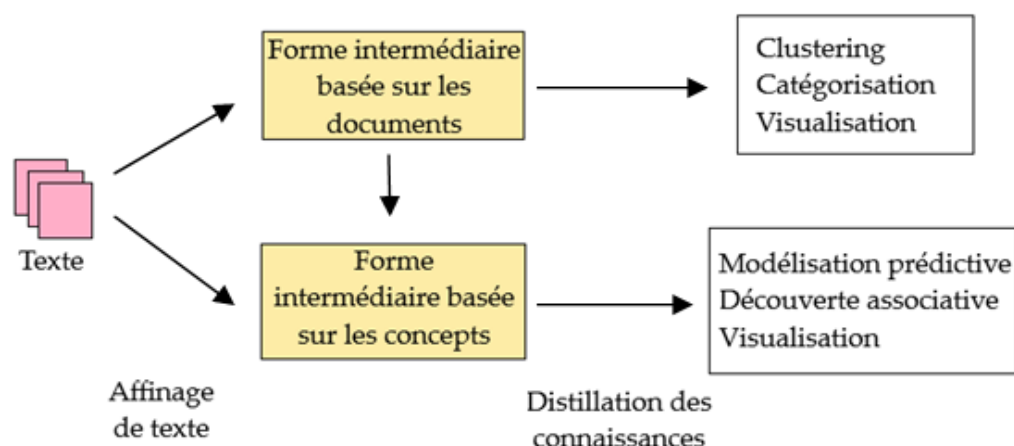 Forme intermédiaire
basée sur les
documents
Clustering
Catégorisation
Visualisation
Texte
Forme
intermédiaire basée
sur les concepts
Modélisation prédictive
Découverte associative
Visualisation
Affinage
de texte
Distillation des
connaissances